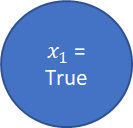 x₁ =
True